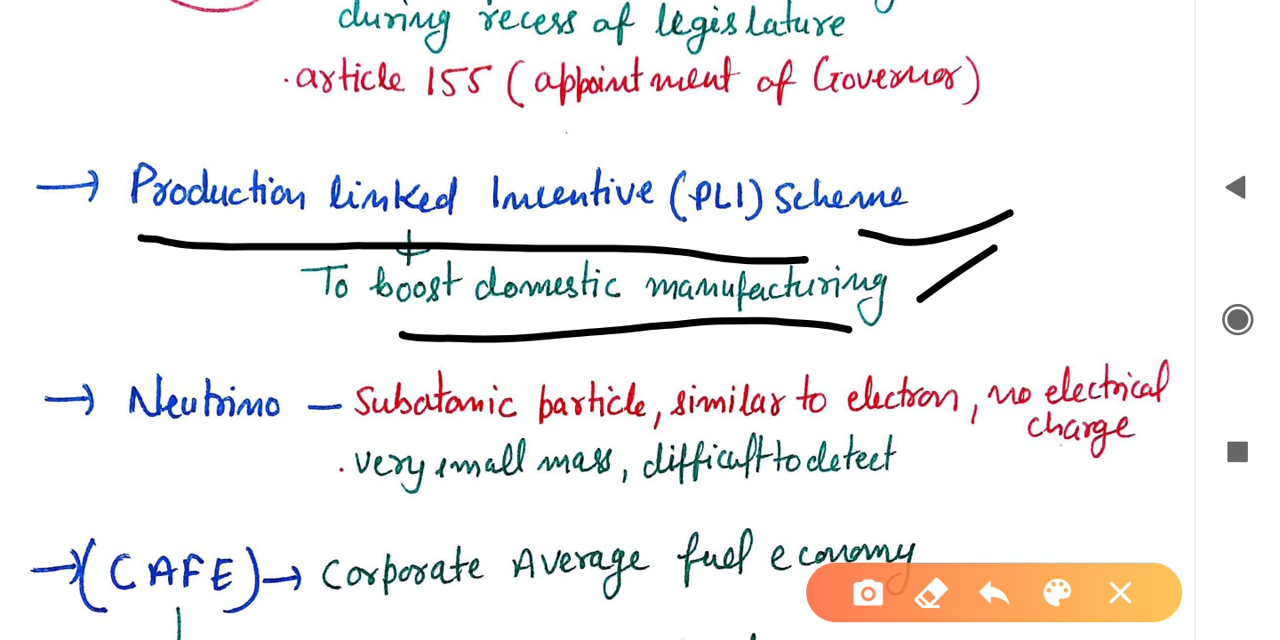 during recess of legislature
. article 155 (appointment of Governor)
→ Production linked Incentive (PLI) Scheme
To boost domestic manufacturing
→ Neutrino – Subatomic particle, similar to electron, no electrical charge
. very small mass, difficult to detect
→ (CAFE) → Corporate Average fuel economy